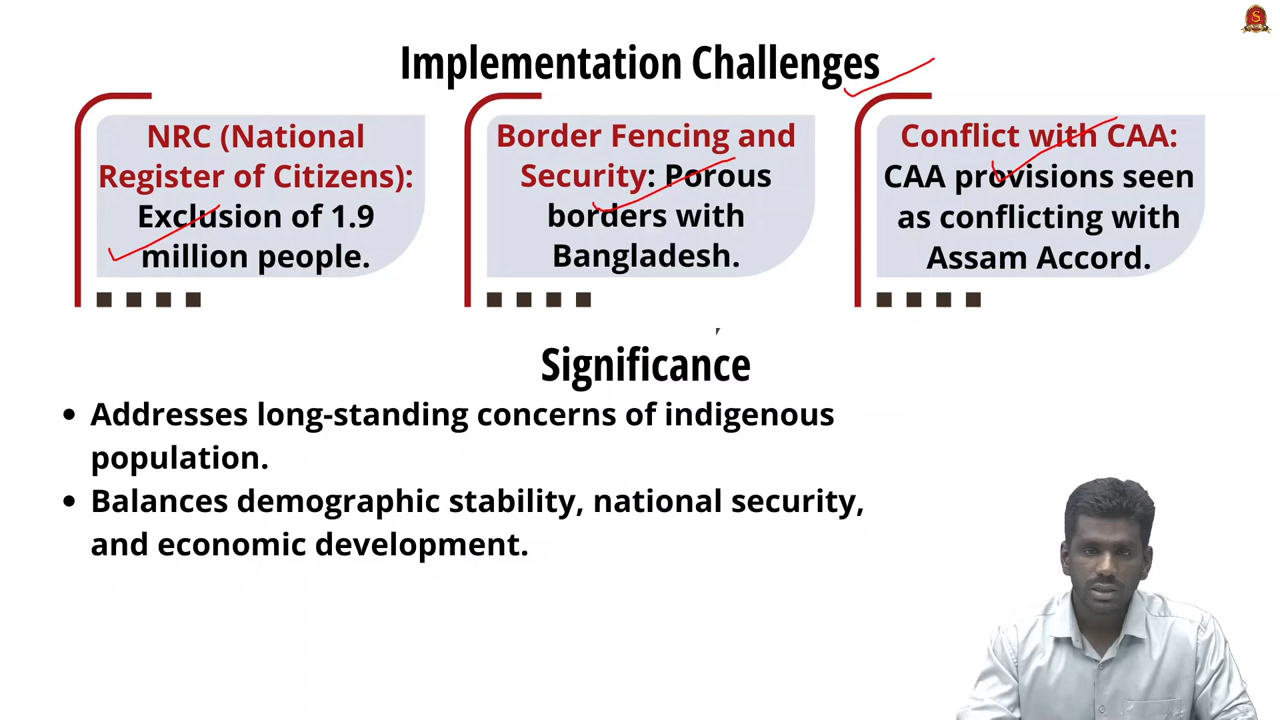 Implementation Challenges
NRC (National
Register of Citizens):
Exclusion of 1.9
million people.
Border Fencing and
Security: Porous
borders with
Bangladesh.
Conflict with CAA:
CAA provisions seen
as conflicting with
Assam Accord.
Significance
• Addresses long-standing concerns of indigenous
population.
• Balances demographic stability, national security,
and economic development.